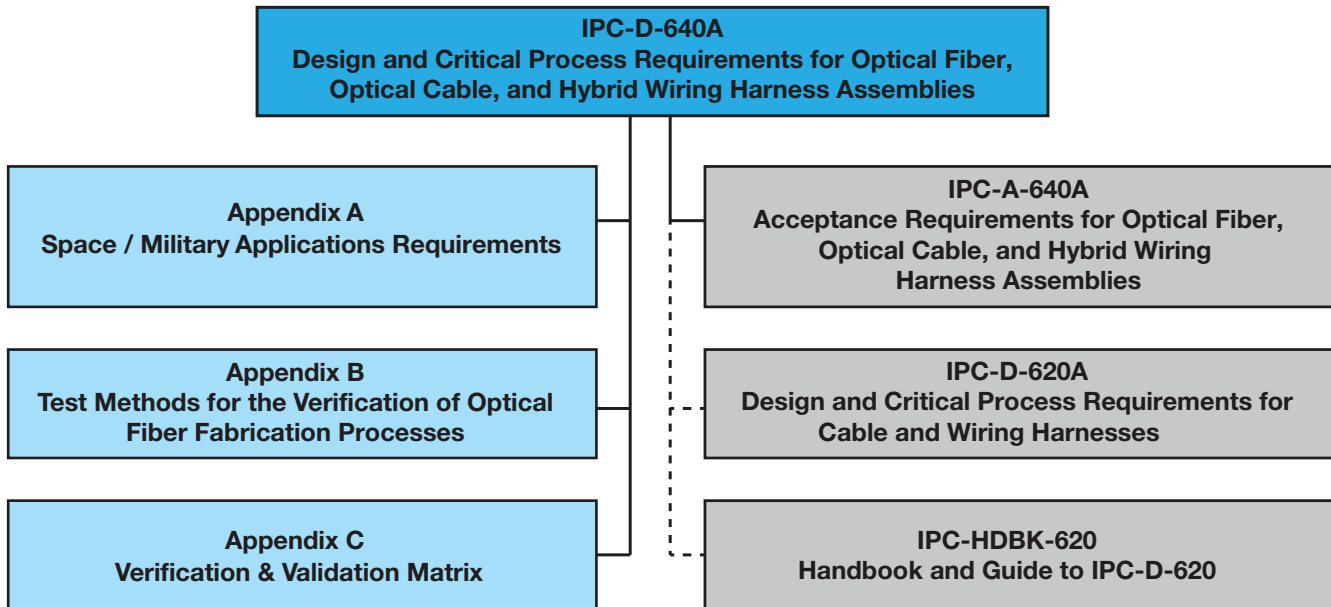 IPC-D-640A
Design and Critical Process Requirements for Optical Fiber,
Optical Cable, and Hybrid Wiring Harness Assemblies
Appendix A
Space / Military Applications Requirements
IPC-A-640A
Acceptance Requirements for Optical Fiber,
Optical Cable, and Hybrid Wiring
Harness Assemblies
Appendix B
Test Methods for the Verification of Optical
Fiber Fabrication Processes
IPC-D-620A
Design and Critical Process Requirements for
Cable and Wiring Harnesses
Appendix C
Verification & Validation Matrix
IPC-HDBK-620
Handbook and Guide to IPC-D-620